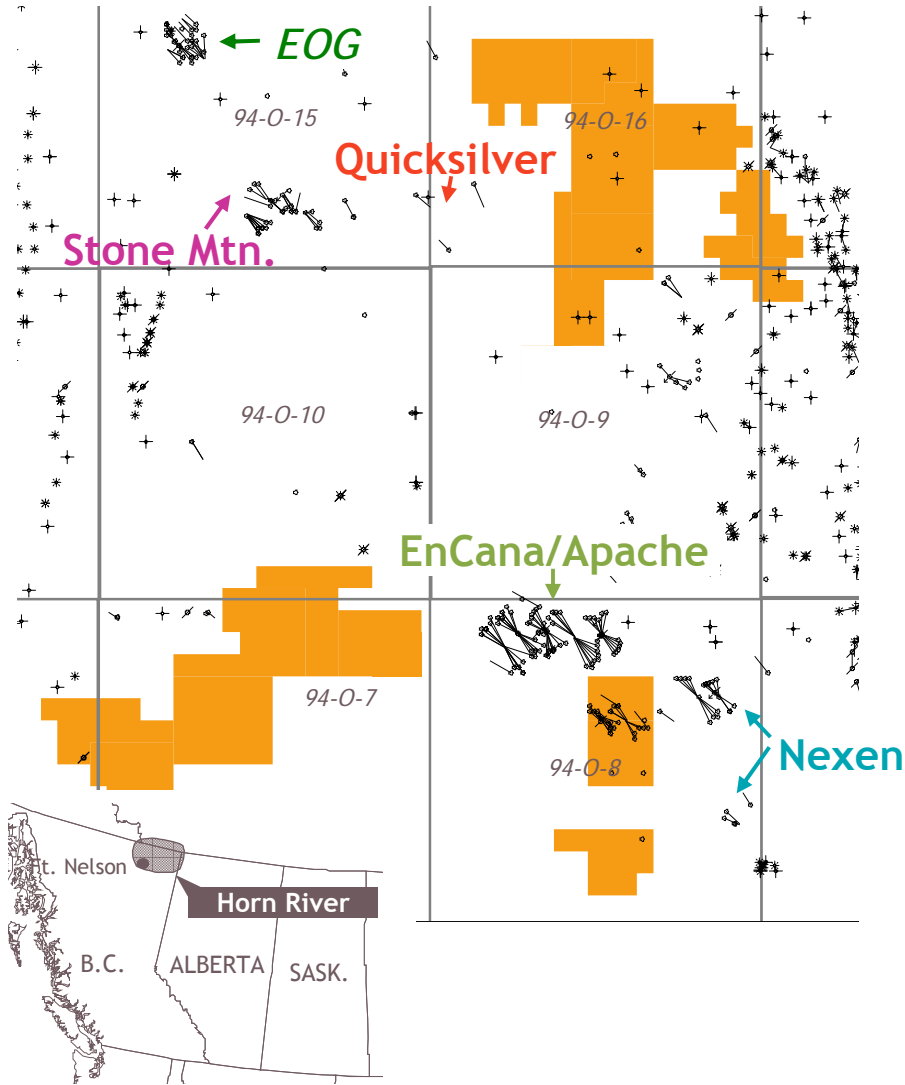 EOG
94-O-15
94-O-16
Quicksilver
Stone Mtn.
94-O-10
94-O-9
EnCana/Apache
94-O-7
94-O-8
Nexen
Ft. Nelson
Horn River
B.C.
ALBERTA
SASK.